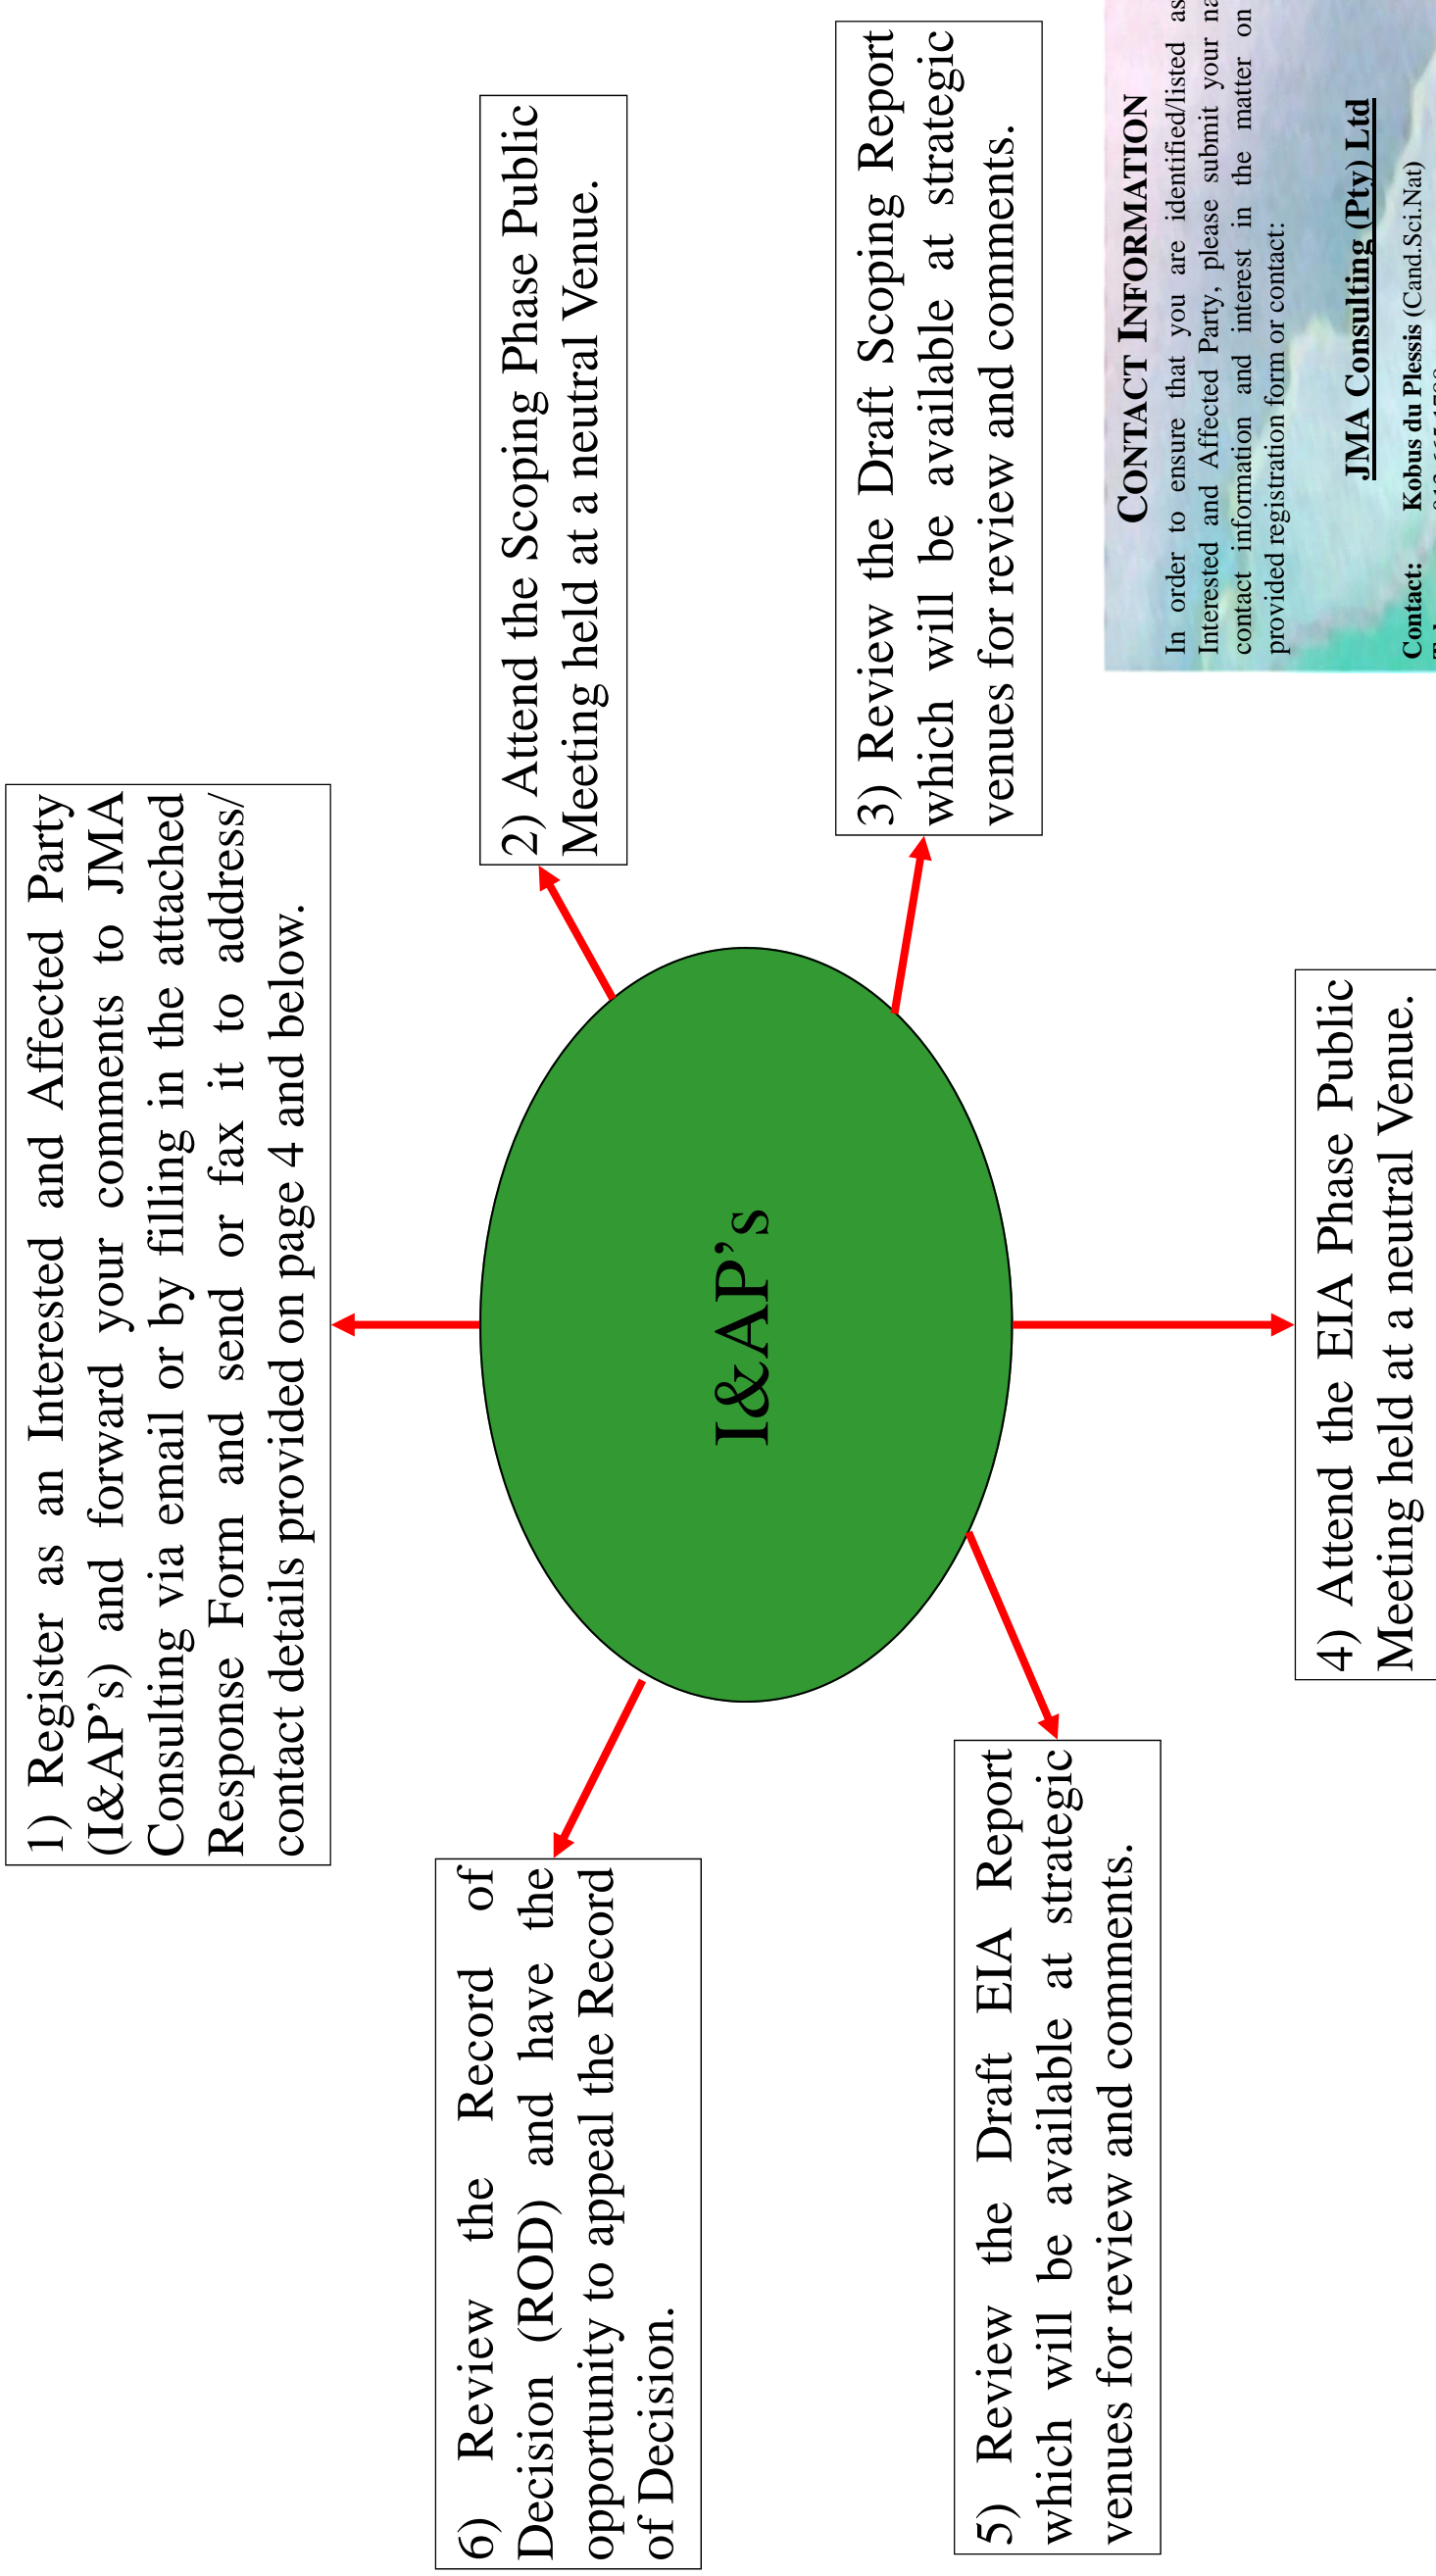 1) Register as an Interested and Affected Party
(I&AP’s) and forward your comments to JMA
Consulting via email or by filling in the attached
Response Form and send or fax it to address/
contact details provided on page 4 and below.
2) Attend the Scoping Phase Public
Meeting held at a neutral Venue.
3) Review the Draft Scoping Report
which will be available at strategic
venues for review and comments.
4) Attend the EIA Phase Public
Meeting held at a neutral Venue.
5) Review the Draft EIA Report
which will be available at strategic
venues for review and comments.
6) Review the Record of
Decision (ROD) and have the
opportunity to appeal the Record
of Decision.
I&AP’s
CONTACT INFORMATION
In order to ensure that you are identified/listed as
Interested and Affected Party, please submit your
contact information and interest in the matter on
provided registration form or contact:
JMA Consulting (Pty) Ltd
Contact: Kobus du Plessis (Cand.Sci.Nat)